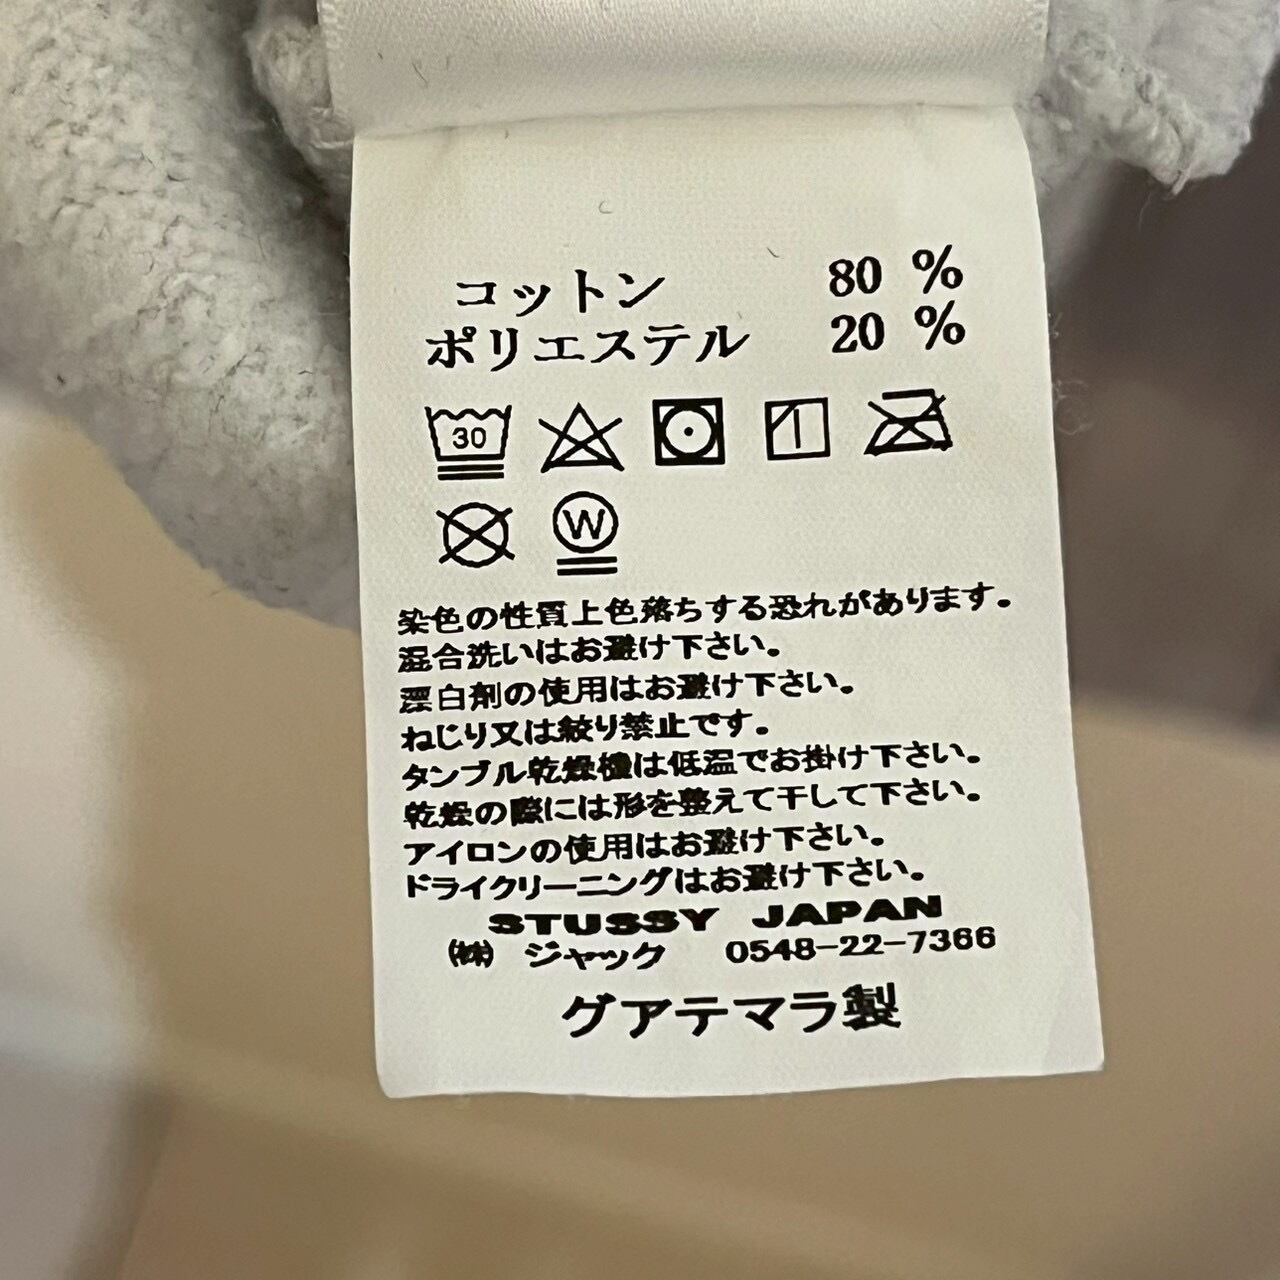 コットン 80 %
ポリエステル 20 %
30
W
染色の性質上色落ちする恐れがあります。
混合洗いはお避け下さい。
漂白剤の使用はお避け下さい。
ねじり又は絞り禁止です。
タンブル乾燥機は低温でお掛け下さい。
乾燥の際には形を整えて干して下さい。
アイロンの使用はお避け下さい。
ドライクリーニングはお避け下さい。
STUSSY JAPAN
㈱ ジャック 0548-22-7366
グアテマラ製